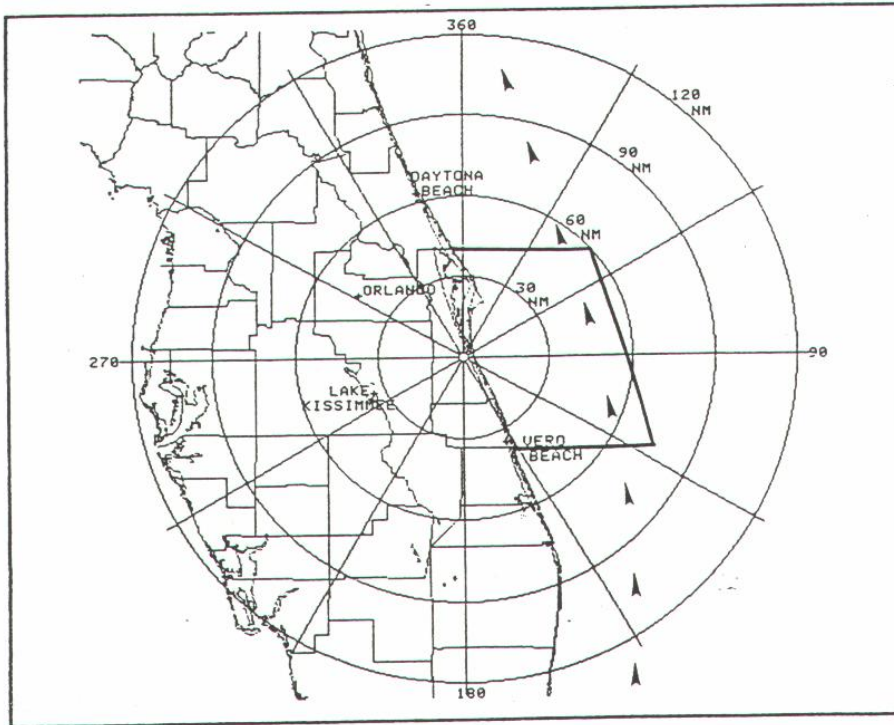 360
120
NM
90
NM
DAYTONA
BEACH
60
NM
ORLANDO
30
NM
270
90
LAKE
KISSIMMEE
VERO
BEACH
180